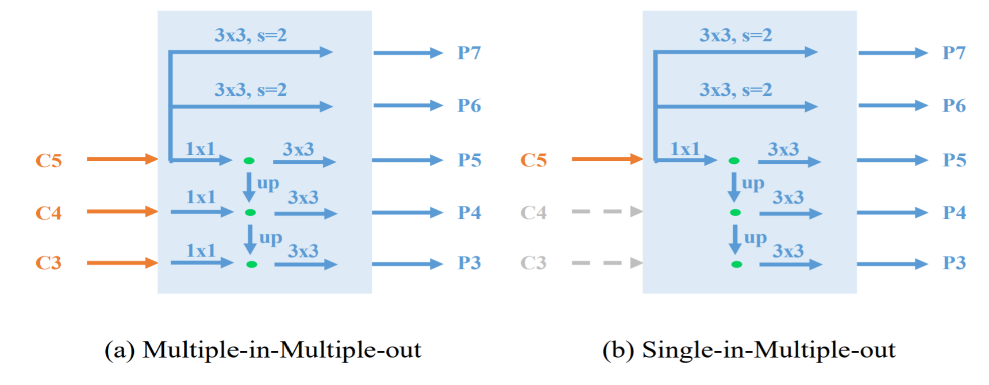 3x3, s=2
P7
3x3, s=2
P6
C5
1x1
3x3
P5
up
C4
1x1
3x3
P4
up
C3
1x1
3x3
P3
(a) Multiple-in-Multiple-out
3x3, s=2
P7
3x3, s=2
P6
C5
1x1
3x3
P5
up
C4
3x3
P4
up
C3
3x3
P3
(b) Single-in-Multiple-out